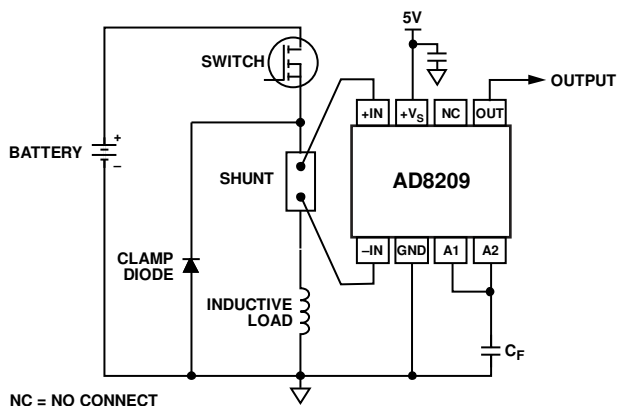 5V
SWITCH
OUTPUT
+IN
+VS
NC
OUT
BATTERY
+
–
SHUNT
AD8209
–IN
GND
A1
A2
CLAMP
DIODE
INDUCTIVE
LOAD
CF
NC = NO CONNECT